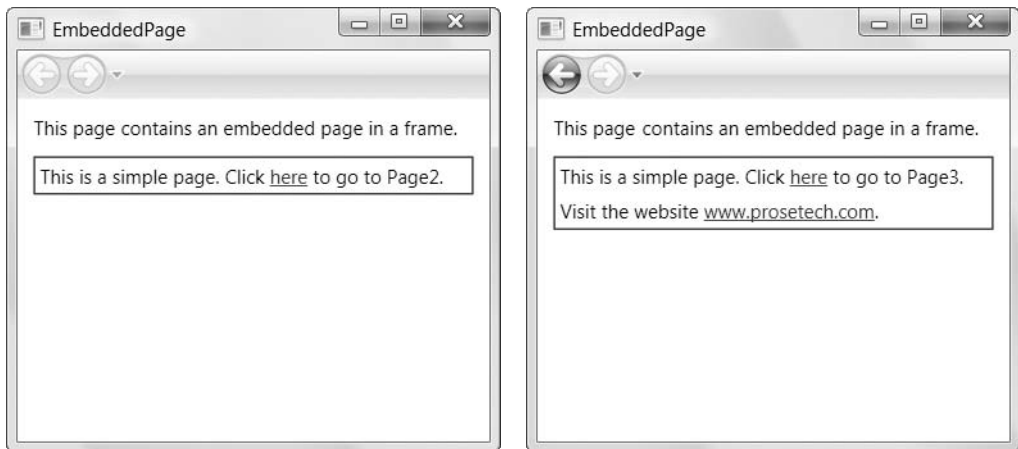 EmbeddedPage
This page contains an embedded page in a frame.
This is a simple page. Click here to go to Page2.
EmbeddedPage
This page contains an embedded page in a frame.
This is a simple page. Click here to go to Page3.
Visit the website www.prosetech.com.